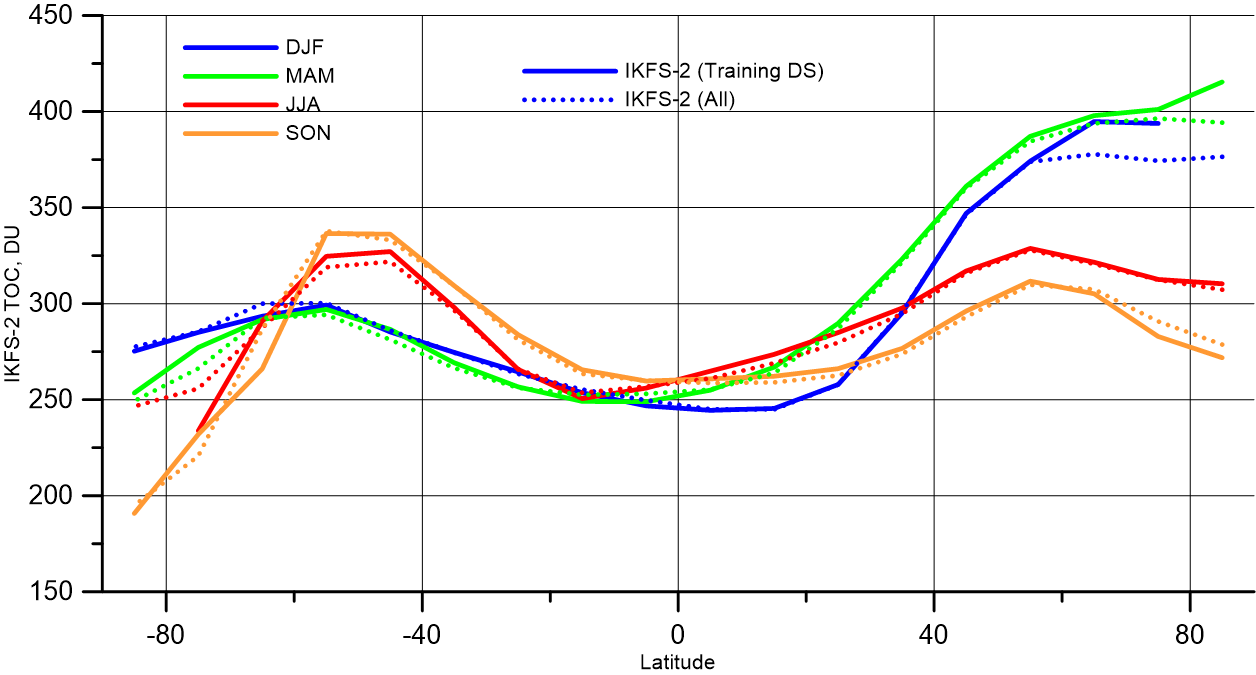 450
400
350
300
250
200
150
IKFS-2 TOC, DU
DJF
MAM
JJA
SON
IKFS-2 (Training DS)
IKFS-2 (All)
-80
-40
0
40
80
Latitude